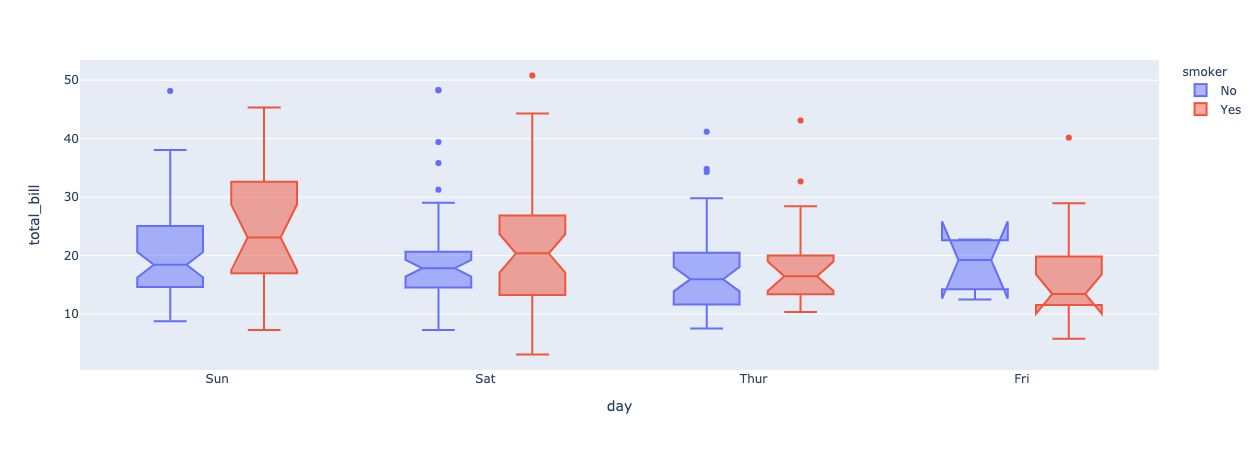 total_bill
50
40
30
20
10
Sun Sat Thur Fri
day
smoker
No
Yes